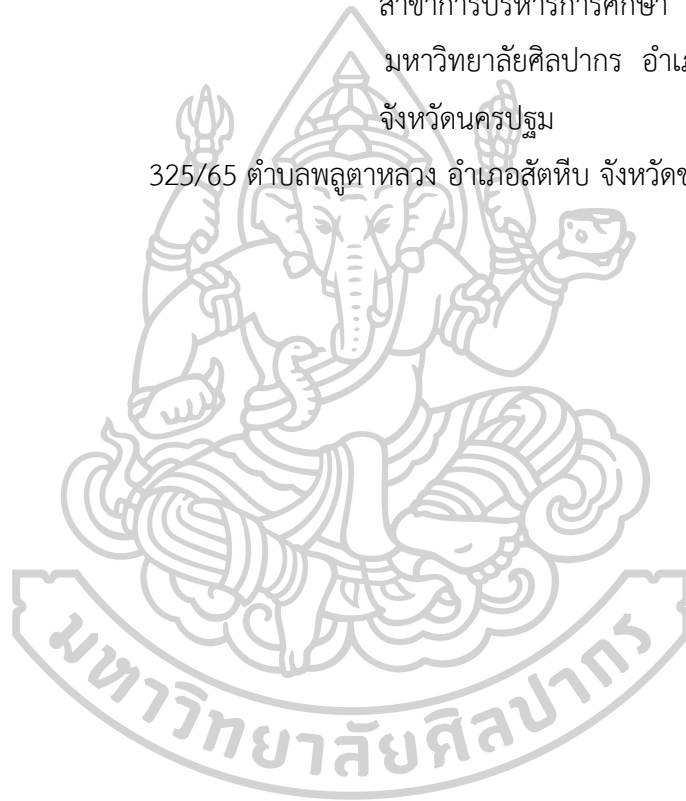 สาขาการบริหารการศึกษา
มหาวิทยาลัยศิลปากร
จังหวัดนครปฐม
325/65 ตำบลพลูตาหลวง อำเภอสัตหีบ
มหาวิทยาลัยศิลปากร